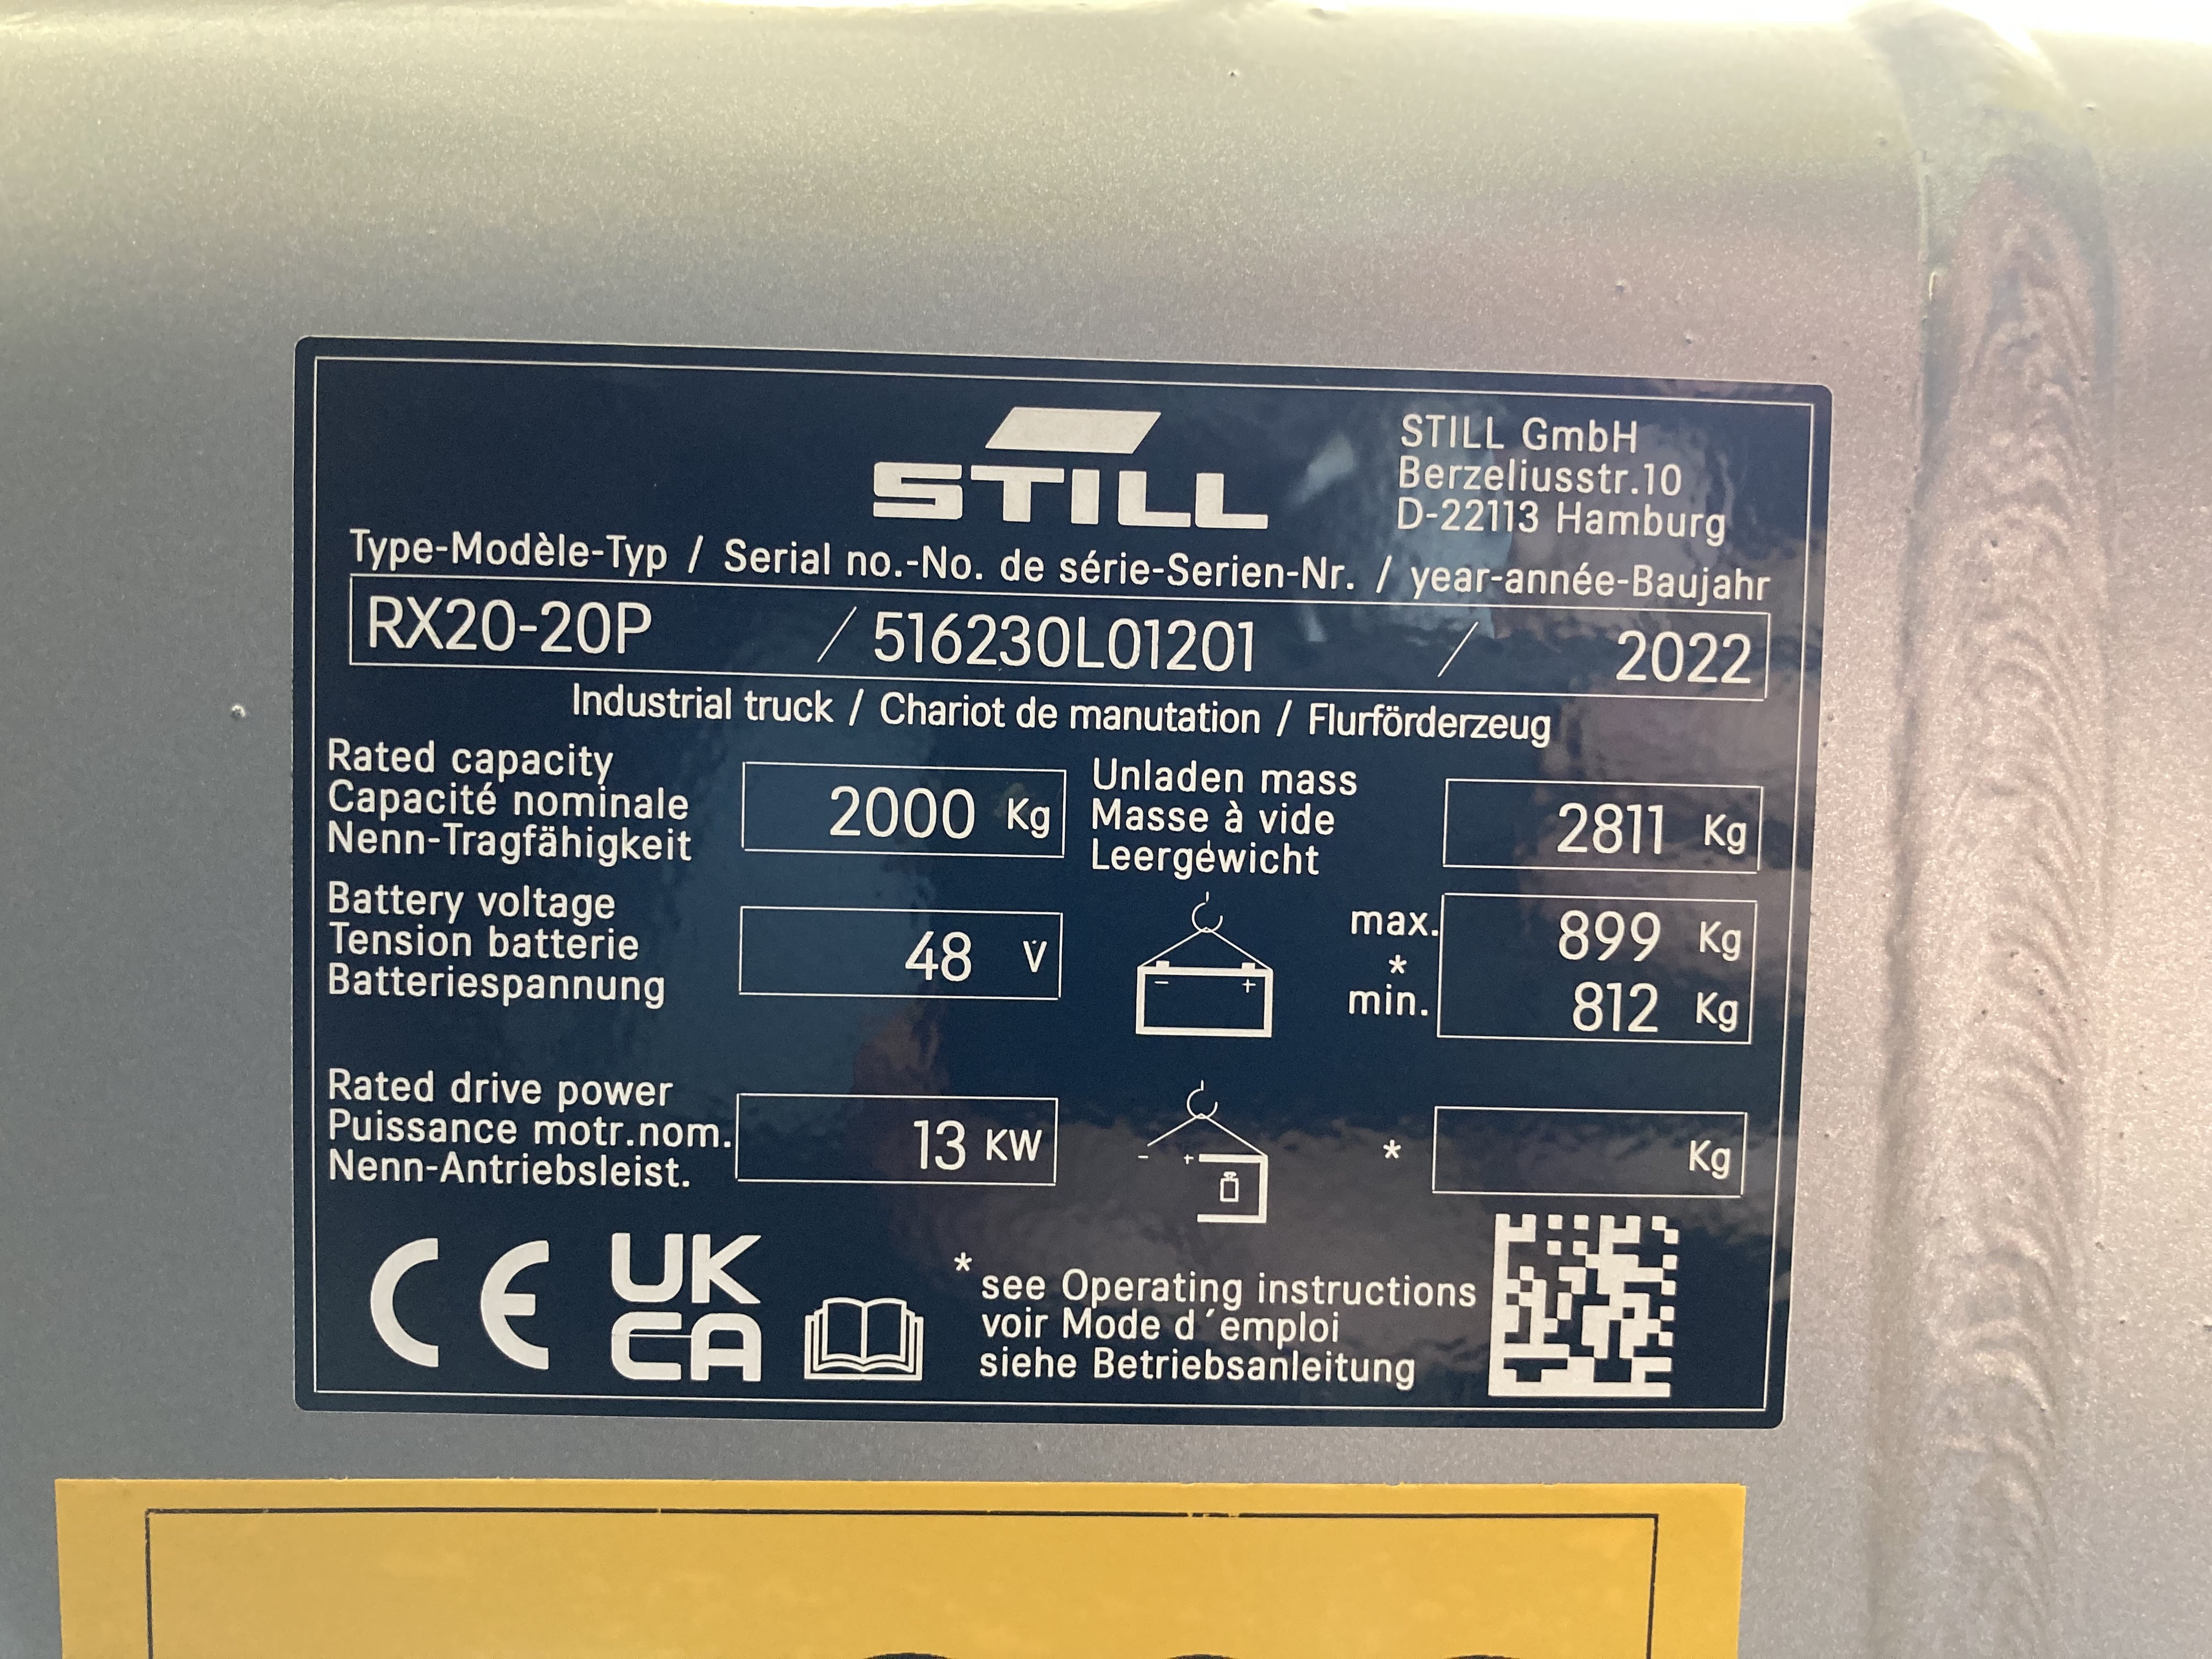 STILL
STILL GmbH
Berzeliusstr.10
D-22113 Hamburg
Type-Modèle-Typ / Serial no.-No. de série-Serien-Nr. / year-année-Baujahr
RX20-20P / 516230L01201 / 2022
Industrial truck / Chariot de manutation / Flurförderzeug
Rated capacity
Capacité nominale
Nenn-Tragfähigkeit
2000 Kg
Unladen mass
Masse à vide
Leergewicht
2811 Kg
Battery voltage
Tension batterie
Batteriespannung
48 V
- +
max. 899 Kg
*
min. 812 Kg
Rated drive power
Puissance motr.nom.
Nenn-Antriebsleist.
13 KW
- +
* Kg
CE
UK
CA
* see Operating instructions
voir Mode d´emploi
siehe Betriebsanleitung